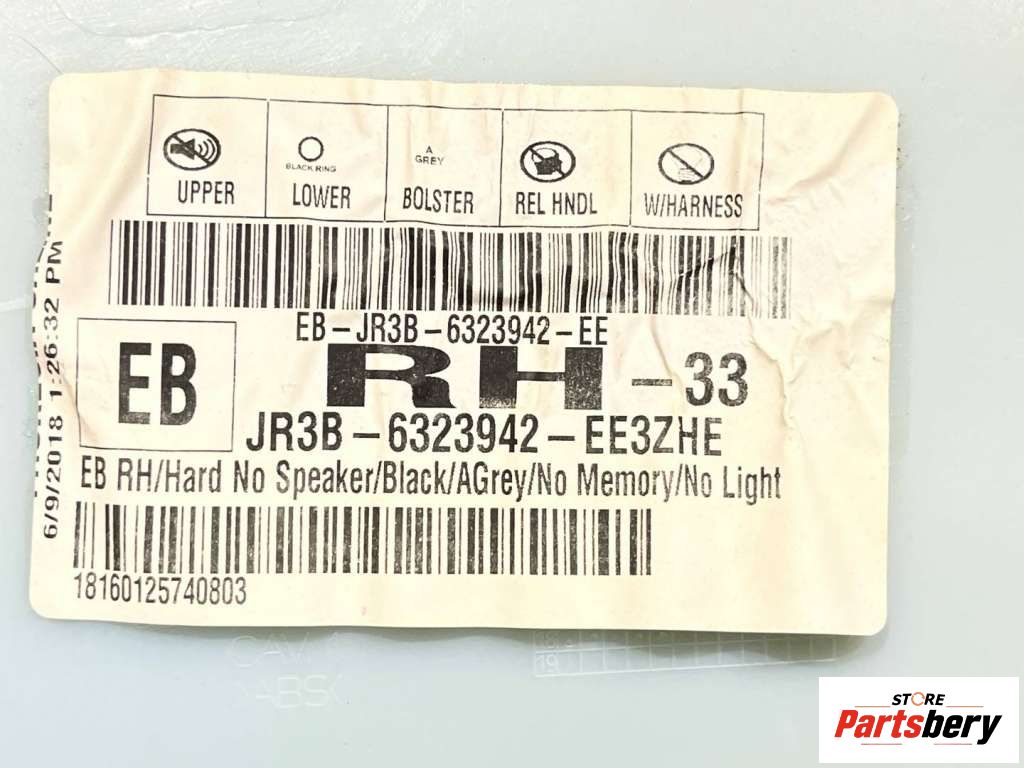 UPPER
BLACK RING
LOWER
A
GREY
BOLSTER
REL HNDL
W/HARNESS
EB-JR3B-6323942-EE
EB
RH -33
JR3B-6323942-EE3ZHE
EB RH/Hard No Speaker/Black/AGrey/No Memory/No Light
18160125740803
6/9/2018 1:26:32 PM
CAV
ABS
STORE
Partsbery